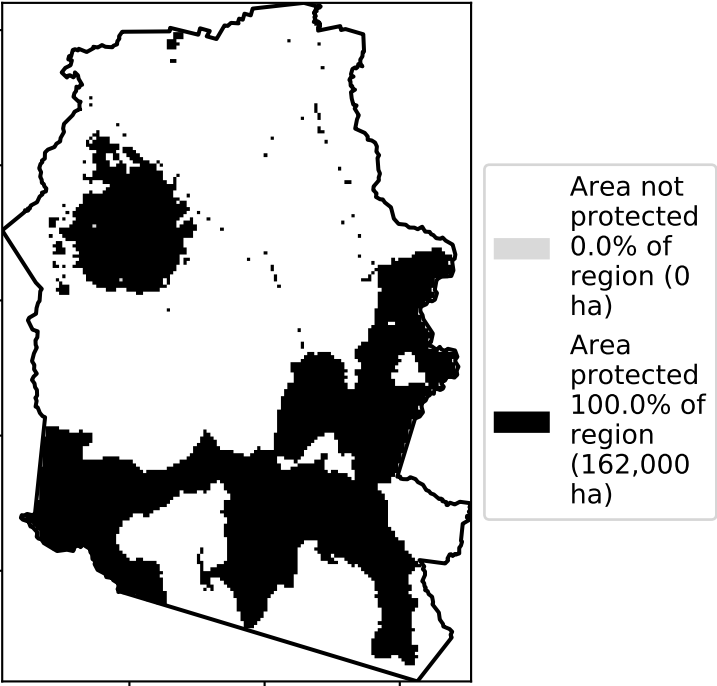 Area not
protected
0.0% of
region (0
ha)
Area
protected
100.0% of
region
(162,000
ha)